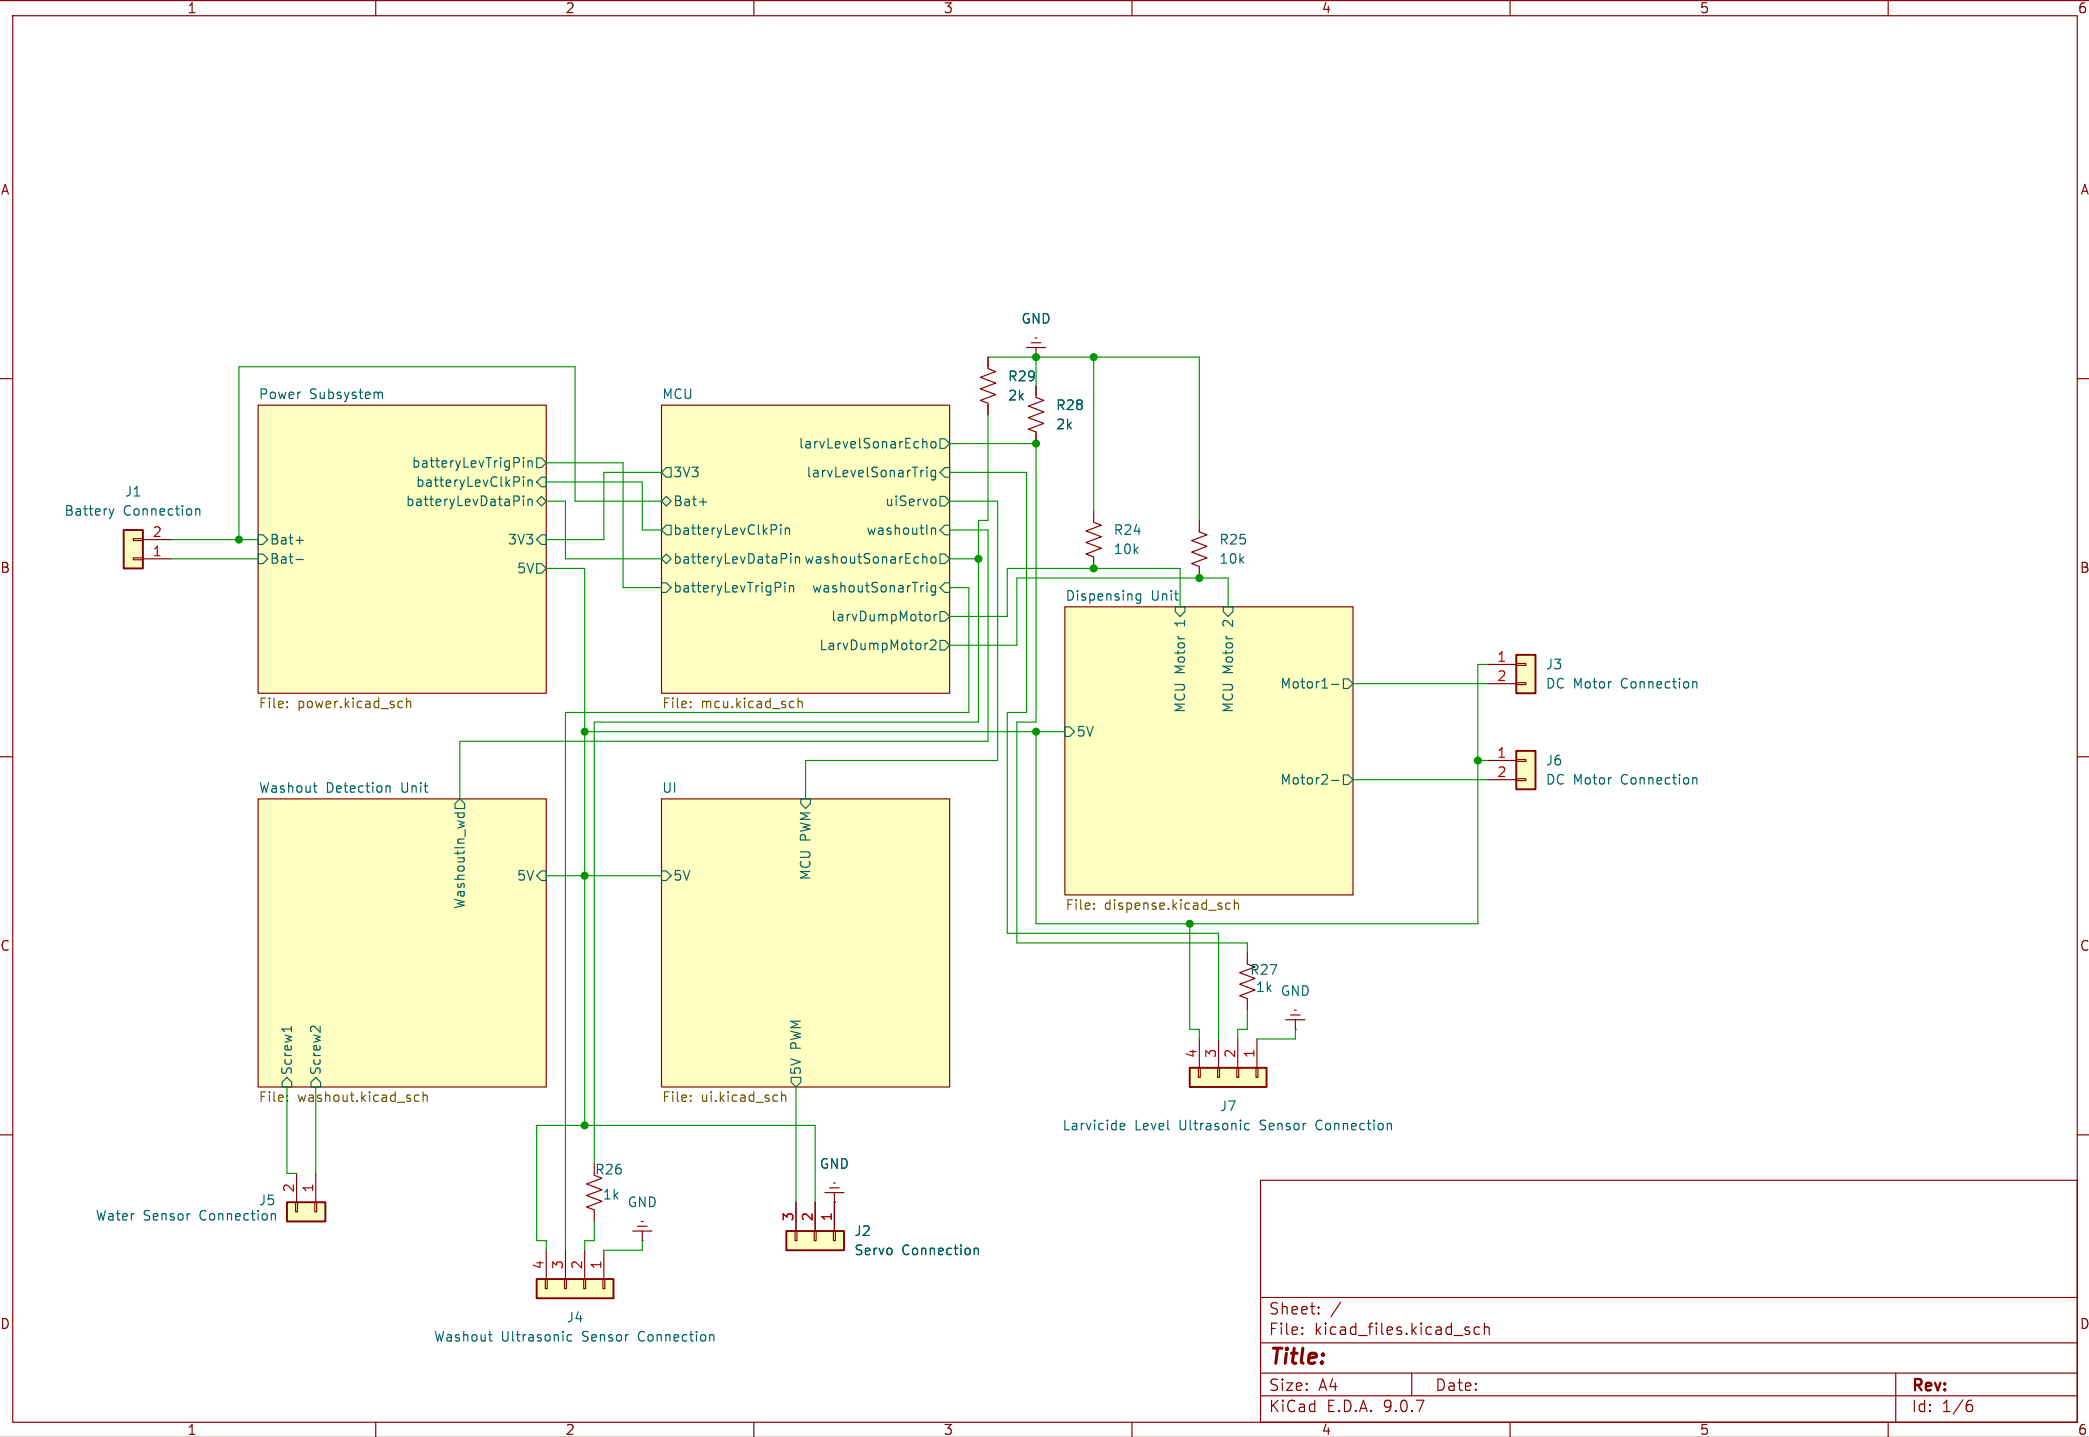 1 2 3 4 5 6
A A
B B
C C
D D
GND
R29
2k
R28
2k
Power Subsystem
batteryLevTrigPin
batteryLevClkPin
batteryLevDataPin
Bat+
Bat-
3V3
5V
File: power.kicad_sch
J1
Battery Connection
2
1
MCU
larvLevelSonarEcho
larvLevelSonarTrig
3V3
uiServo
Bat+
washoutIn
batteryLevClkPin
batteryLevDataPin
washoutSonarEcho
washoutSonarTrig
batteryLevTrigPin
larvDumpMotor
LarvDumpMotor2
File: mcu.kicad_sch
R24
10k
R25
10k
Dispensing Unit
MCU Motor 1
MCU Motor 2
Motor1-
5V
Motor2-
File: dispense.kicad_sch
1
2
J3
DC Motor Connection
1
2
J6
DC Motor Connection
Washout Detection Unit
WashoutIn_wd
5V
Screw1
Screw2
File: washout.kicad_sch
UI
MCU PWM
5V
5V PWM
File: ui.kicad_sch
R27
1k
GND
4 3 2 1
J7
Larvicide Level Ultrasonic Sensor Connection
2 1
J5
Water Sensor Connection
R26
1k
GND
4 3 2 1
J4
Washout Ultrasonic Sensor Connection
GND
3 2 1
J2
Servo Connection
Sheet: /
File: kicad_files.kicad_sch
Title:
Size: A4
Date:
Rev:
KiCad E.D.A. 9.0.7
Id: 1/6
1 2 3 4 5 6